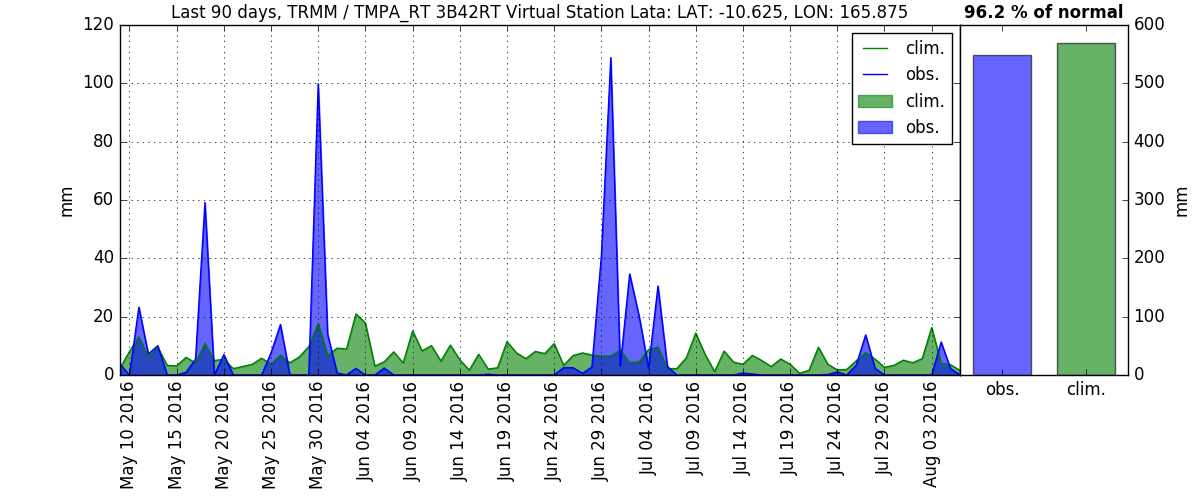 Last 90 days, TRMM / TMPA_RT 3B42RT Virtual Station Lata: LAT: -10.625, LON: 165.875
96.2 % of normal
mm
120
100
80
60
40
20
0
clim.
obs.
clim.
obs.
600
500
400
300
200
100
0
mm
May 10 2016
May 15 2016
May 20 2016
May 25 2016
May 30 2016
Jun 04 2016
Jun 09 2016
Jun 14 2016
Jun 19 2016
Jun 24 2016
Jun 29 2016
Jul 04 2016
Jul 09 2016
Jul 14 2016
Jul 19 2016
Jul 24 2016
Jul 29 2016
Aug 03 2016
obs.
clim.